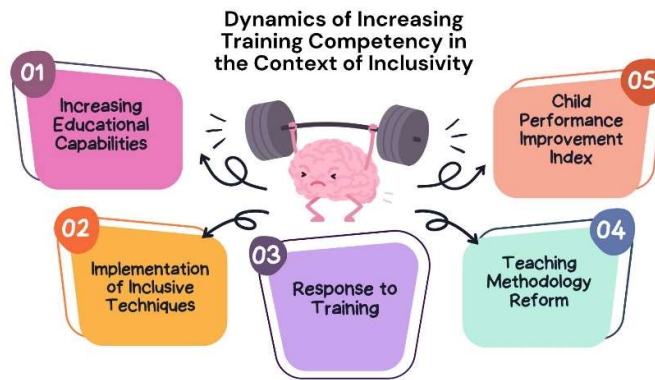 Dynamics of Increasing
Training Competency in
the Context of Inclusivity
01
Increasing
Educational
Capabilities
02
Implementation
of Inclusive
Techniques
03
Response to
Training
04
Teaching
Methodology
Reform
05
Child
Performance
Improvement
Index